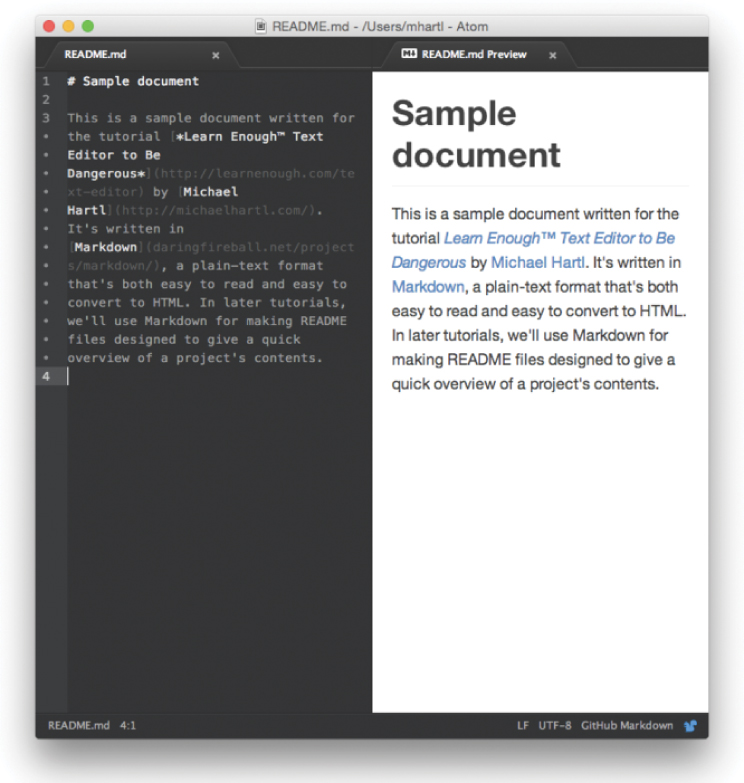 README.md - /Users/mhartl - Atom
README.md
README.md Preview
1 # Sample document
2
3 This is a sample document written for
the tutorial [*Learn Enough™ Text
Editor to Be
Dangerous*](http://learnenough.com/te
xt-editor) by [Michael
Hartl](http://michaelhartl.com/).
It's written in
[Markdown](daringfireball.net/project
s/markdown/), a plain-text format
that's both easy to read and easy to
convert to HTML. In later tutorials,
we'll use Markdown for making README
files designed to give a quick
overview of a project's contents.
4
Sample
document
This is a sample document written for the
tutorial Learn Enough™ Text Editor to Be
Dangerous by Michael Hartl. It's written in
Markdown, a plain-text format that's both
easy to read and easy to convert to HTML.
In later tutorials, we'll use Markdown for
making README files designed to give a
quick overview of a project's contents.
README.md 4:1
LF UTF-8 GitHub Markdown